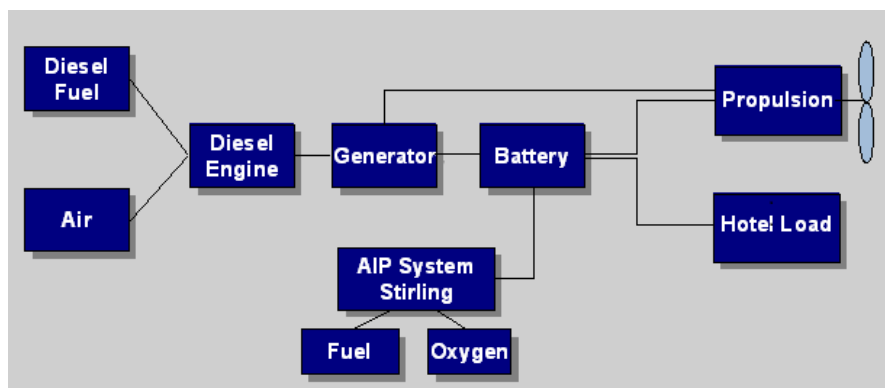 Diesel
Fuel
Propulsion
Diesel
Engine
Generator
Battery
Air
Hotel Load
AIP System
Stirling
Fuel
Oxygen